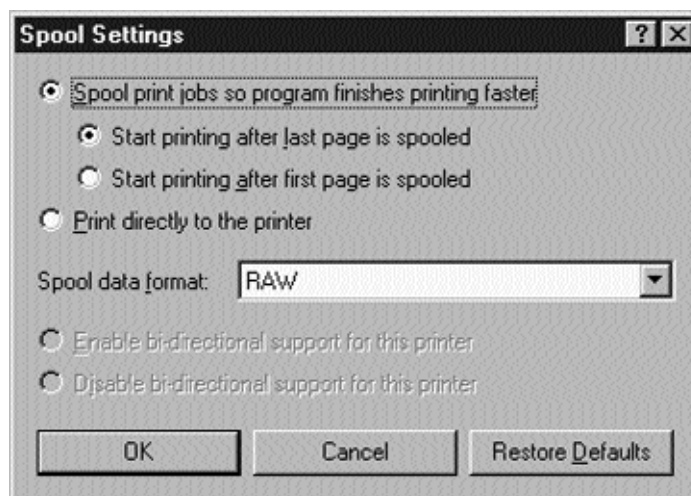 Spool Settings
Spool print jobs so program finishes printing faster
Start printing after last page is spooled
Start printing after first page is spooled
Print directly to the printer
Spool data format: RAW
Enable bi-directional support for this printer
Disable bi-directional support for this printer
OK Cancel Restore Defaults